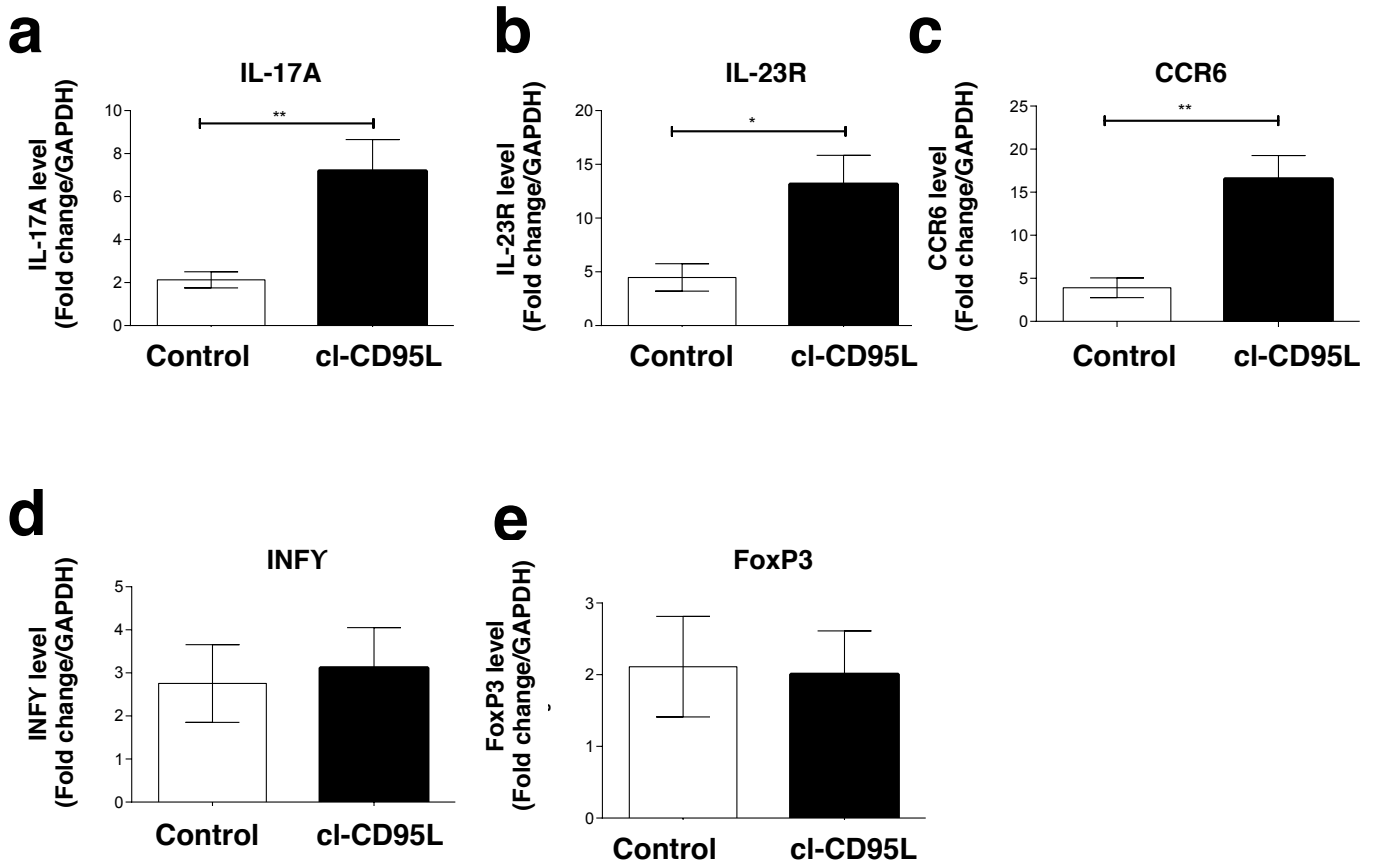 a
IL-17A
IL-17A level
(Fold change/GAPDH)
10
8
6
4
2
0
**
Control
cl-CD95L
b
IL-23R
IL-23R level
(Fold change/GAPDH)
20
15
10
5
0
*
Control
cl-CD95L
c
CCR6
CCR6 level
(Fold change/GAPDH)
25
20
15
10
5
0
**
Control
cl-CD95L
d
INFϒ
INFϒ level
(Fold change/GAPDH)
5
4
3
2
1
0
Control
cl-CD95L
e
FoxP3
FoxP3 level
(Fold change/GAPDH)
3
2
1
0
Control
cl-CD95L